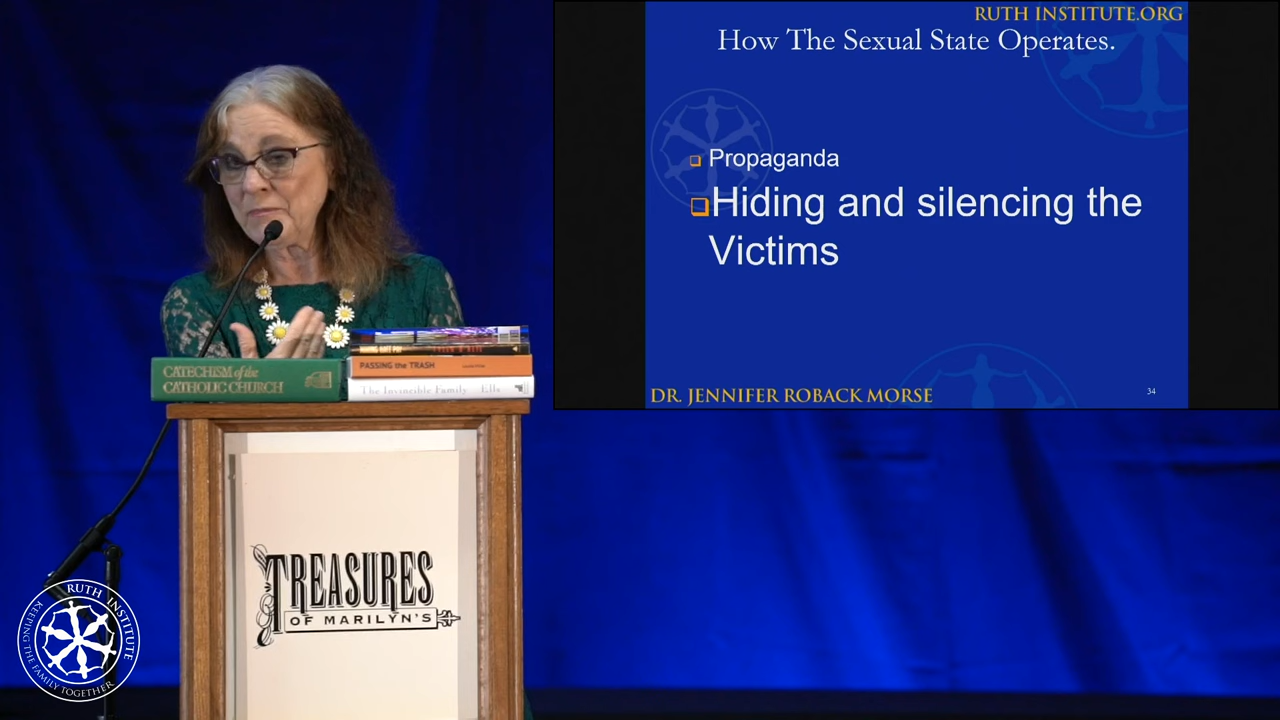 RUTH INSTITUTE.ORG
How The Sexual State Operates.
Propaganda
Hiding and silencing the
Victims
DR. JENNIFER ROBACK MORSE
34
CATECHISM of the
CATHOLIC CHURCH
PASSING the TRASH
The Invincible Family Ells
TREASURES
OF MARILYN'S
RUTH INSTITUTE
KEEPING THE FAMILY TOGETHER